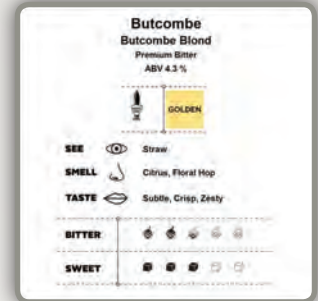 Butcombe
Butcombe Blond
Premium Bitter
ABV 4.3 %
GOLDEN
SEE Straw
SMELL Citrus, Floral Hop
TASTE Subtle, Crisp, Zesty
BITTER
SWEET